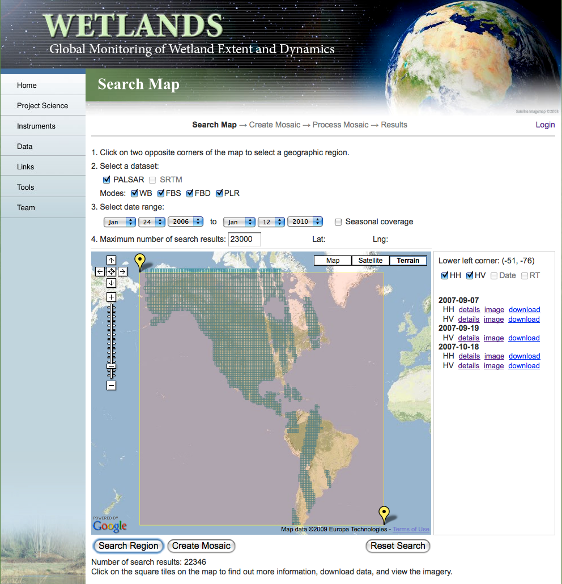 WETLANDS
Global Monitoring of Wetland Extent and Dynamics
Home
Project Science
Instruments
Data
Links
Tools
Team
Search Map
Search Map → Create Mosaic → Process Mosaic → Results
Login
1. Click on two opposite corners of the map to select a geographic region.
2. Select a dataset:
PALSAR SRTM
Modes: WB FBS FBD PLR
3. Select date range:
Jan 24 2006 to Jan 12 2010 Seasonal coverage
4. Maximum number of search results: 23000 Lat: Lng:
Map Satellite Terrain
POWERED BY
Google
Map data ©2009 Europa Technologies - Terms of Use
Lower left corner: (-51, -76)
HH HV Date RT
2007-09-07
HH details image download
HV details image download
2007-09-19
HV details image download
2007-10-18
HH details image download
HV details image download
Search Region Create Mosaic Reset Search
Number of search results: 22346
Click on the square tiles on the map to find out more information, download data, and view the imagery.